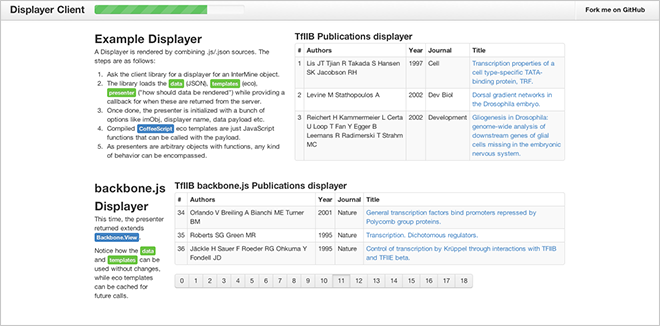 Displayer Client
Fork me on GitHub
Example Displayer
A Displayer is rendered by combining .js/.json sources. The
steps are as follows:
1. Ask the client library for a displayer for an InterMine object.
2. The library loads the data (JSON), templates (eco),
presenter ("how should data be rendered") while providing a
callback for when these are returned from the server.
3. Once done, the presenter is initialized with a bunch of
options like imObj, displayer name, data payload etc.
4. Compiled CoffeeScript eco templates are just JavaScript
functions that can be called with the payload.
5. As presenters are arbitrary objects with functions, any kind
of behavior can be encompassed.
TfIIB Publications displayer
# Authors Year Journal Title
1 Lis JT Tjian R Takada S Hansen 1997 Cell Transcription properties of a
SK Jacobson RH cell type-specific TATA-
binding protein, TRF.
2 Levine M Stathopoulos A 2002 Dev Biol Dorsal gradient networks in
the Drosophila embryo.
3 Reichert H Kammermeier L Certa 2002 Development Gliogenesis in Drosophila:
U Loop T Fan Y Egger B genome-wide analysis of
Leemans R Radimerski T Strahm downstream genes of glial
MC cells missing in the embryonic
nervous system.
backbone.js
Displayer
This time, the presenter
returned extends
Backbone.View
Notice how the data
and templates can be
used without changes,
while eco templates
can be cached for
future calls.
TfIIB backbone.js Publications displayer
# Authors Year Journal Title
34 Orlando V Breiling A Bianchi ME Turner 2001 Nature General transcription factors bind promoters repressed by
BM Polycomb group proteins.
35 Roberts SG Green MR 1995 Nature Transcription. Dichotomous regulators.
36 Jäckle H Sauer F Roeder RG Ohkuma Y 1995 Nature Control of transcription by Krüppel through interactions with TFIIB
Fondell JD and TFIIE beta.
0 1 2 3 4 5 6 7 8 9 10 11 12 13 14 15 16 17 18